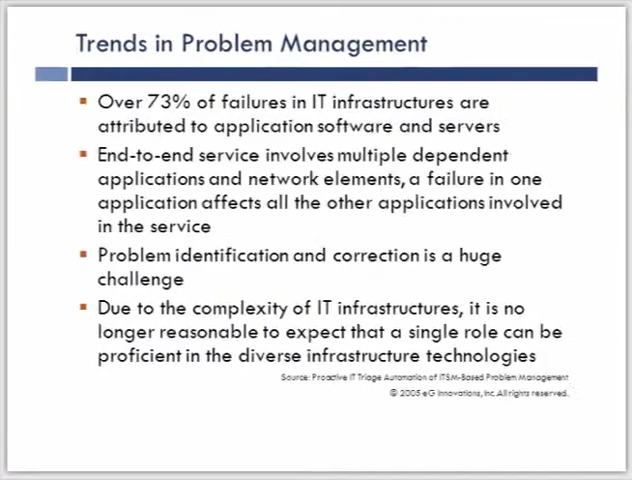 Trends in Problem Management
Over 73% of failures in IT infrastructures are
attributed to application software and servers
End-to-end service involves multiple dependent
applications and network elements, a failure in one
application affects all the other applications involved
in the service
Problem identification and correction is a huge
challenge
Due to the complexity of IT infrastructures, it is no
longer reasonable to expect that a single role can be
proficient in the diverse infrastructure technologies
Source: Proactive IT Triage Automation of ITSM-Based Problem Management
© 2005 eG Innovations, Inc. All rights reserved.